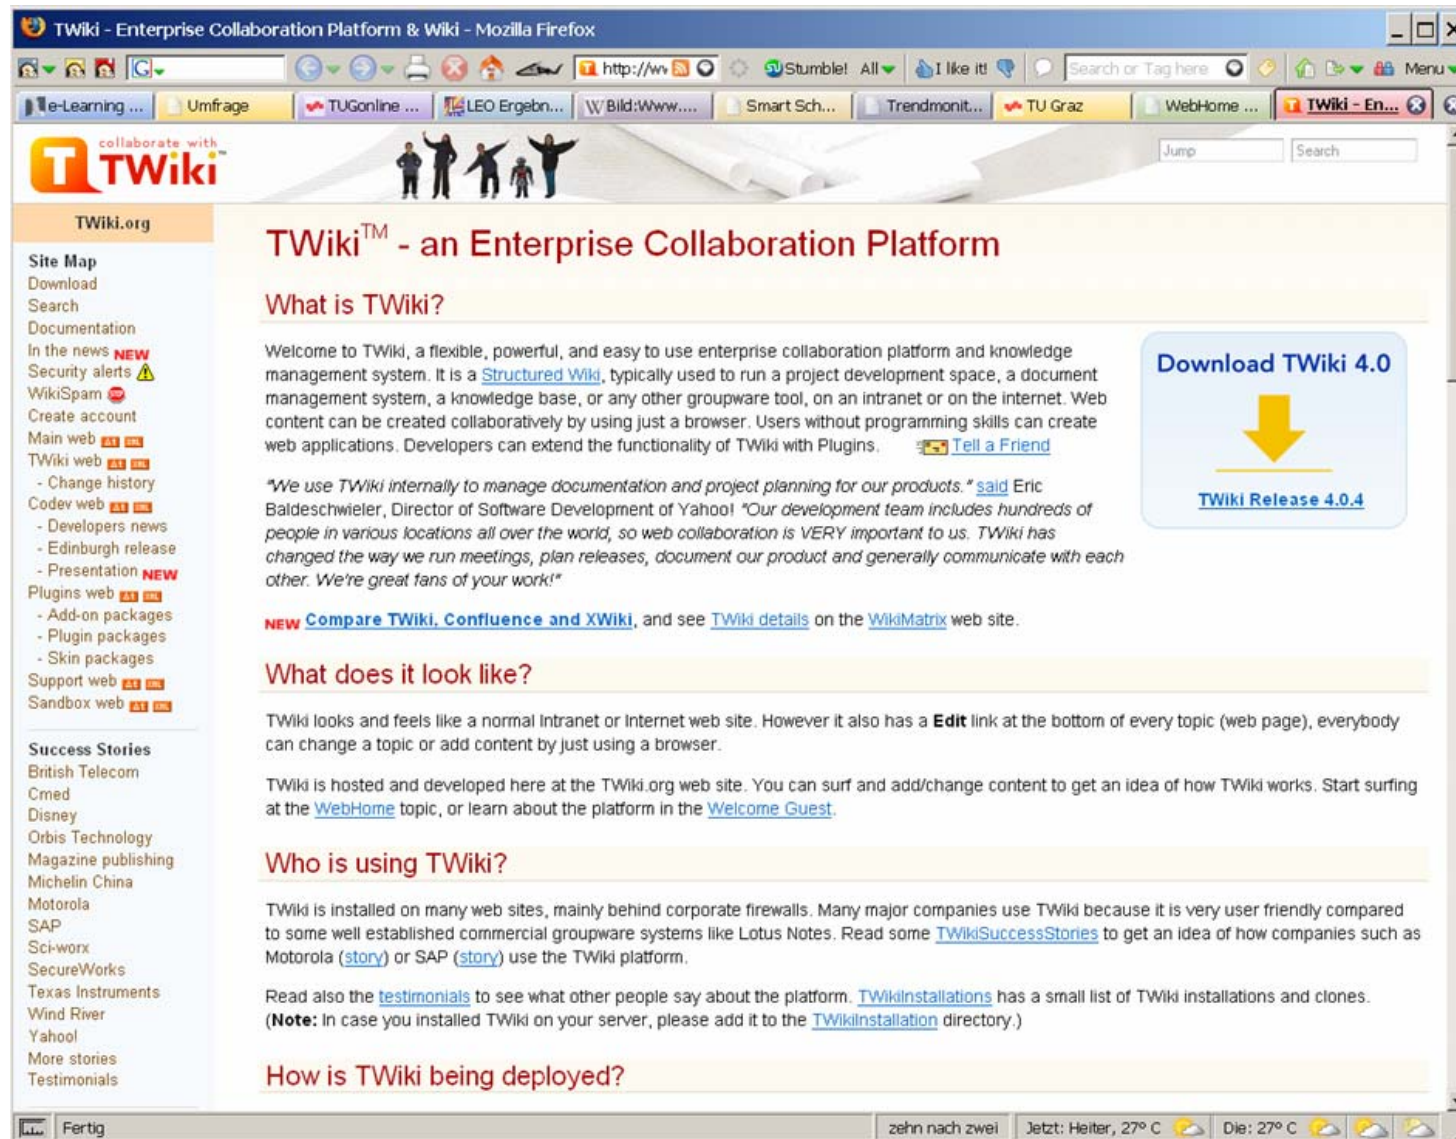 TWiki - Enterprise Collaboration Platform & Wiki - Mozilla Firefox
G http://w Stumble! All I like it! Search or Tag here Menu
e-Learning ... Umfrage TUGonline ... LEO Ergebn... Bild:Www.... Smart Sch... Trendmonit... TU Graz WebHome ... TWiki - En...
collaborate with
TWiki™
Jump Search
TWiki.org
Site Map
Download
Search
Documentation
In the news NEW
Security alerts
WikiSpam
Create account
Main web
TWiki web
- Change history
Codev web
- Developers news
- Edinburgh release
- Presentation NEW
Plugins web
- Add-on packages
- Plugin packages
- Skin packages
Support web
Sandbox web
Success Stories
British Telecom
Cmed
Disney
Orbis Technology
Magazine publishing
Michelin China
Motorola
SAP
Sci-worx
SecureWorks
Texas Instruments
Wind River
Yahoo!
More stories
Testimonials
TWiki™ - an Enterprise Collaboration Platform
What is TWiki?
Welcome to TWiki, a flexible, powerful, and easy to use enterprise collaboration platform and knowledge
management system. It is a Structured Wiki, typically used to run a project development space, a document
management system, a knowledge base, or any other groupware tool, on an intranet or on the internet. Web
content can be created collaboratively by using just a browser. Users without programming skills can create
web applications. Developers can extend the functionality of TWiki with Plugins. Tell a Friend
"We use TWiki internally to manage documentation and project planning for our products." said Eric
Baldeschwieler, Director of Software Development of Yahoo! "Our development team includes hundreds of
people in various locations all over the world, so web collaboration is VERY important to us. TWiki has
changed the way we run meetings, plan releases, document our product and generally communicate with each
other. We're great fans of your work!"
NEW Compare TWiki, Confluence and XWiki, and see TWiki details on the WikiMatrix web site.
Download TWiki 4.0
TWiki Release 4.0.4
What does it look like?
TWiki looks and feels like a normal Intranet or Internet web site. However it also has a Edit link at the bottom of every topic (web page), everybody
can change a topic or add content by just using a browser.
TWiki is hosted and developed here at the TWiki.org web site. You can surf and add/change content to get an idea of how TWiki works. Start surfing
at the WebHome topic, or learn about the platform in the Welcome Guest.
Who is using TWiki?
TWiki is installed on many web sites, mainly behind corporate firewalls. Many major companies use TWiki because it is very user friendly compared
to some well established commercial groupware systems like Lotus Notes. Read some TWikiSuccessStories to get an idea of how companies such as
Motorola (story) or SAP (story) use the TWiki platform.
Read also the testimonials to see what other people say about the platform. TWikiInstallations has a small list of TWiki installations and clones.
(Note: In case you installed TWiki on your server, please add it to the TWikiInstallation directory.)
How is TWiki being deployed?
Fertig zehn nach zwei Jetzt: Heiter, 27° C Die: 27° C